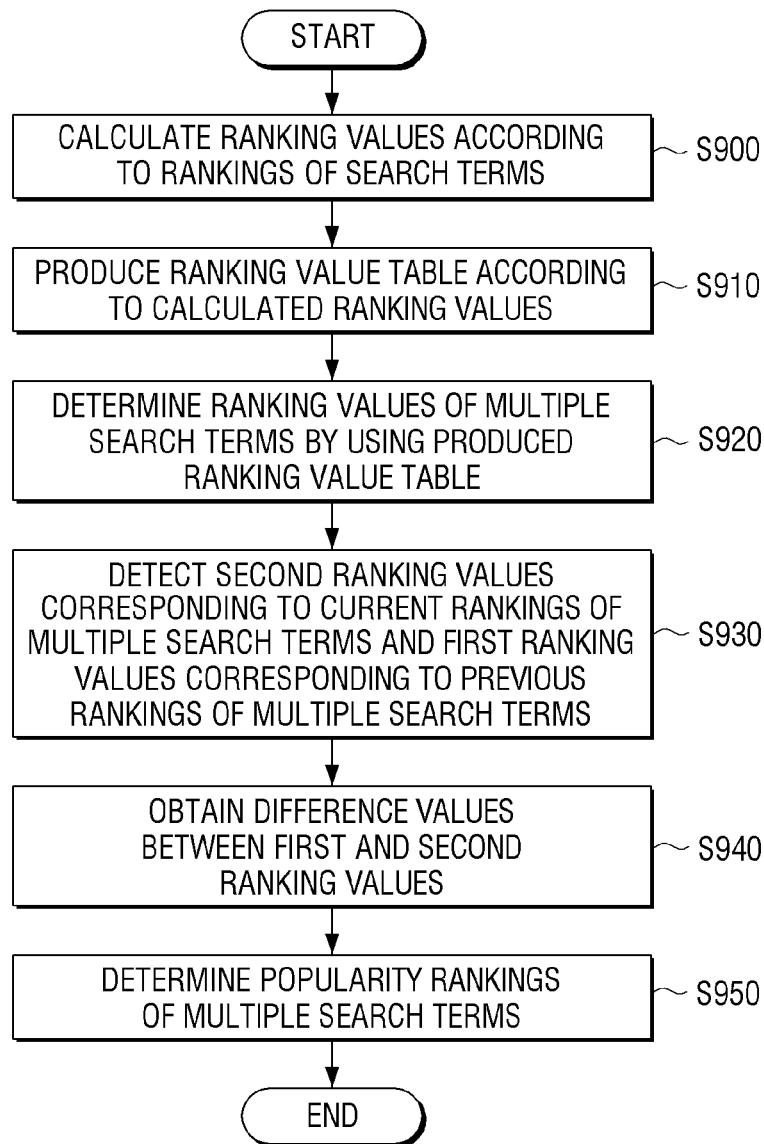 START
CALCULATE RANKING VALUES ACCORDING
TO RANKINGS OF SEARCH TERMS
S900
PRODUCE RANKING VALUE TABLE ACCORDING
TO CALCULATED RANKING VALUES
S910
DETERMINE RANKING VALUES OF MULTIPLE
SEARCH TERMS BY USING PRODUCED
RANKING VALUE TABLE
S920
DETECT SECOND RANKING VALUES
CORRESPONDING TO CURRENT RANKINGS OF
MULTIPLE SEARCH TERMS AND FIRST RANKING
VALUES CORRESPONDING TO PREVIOUS
RANKINGS OF MULTIPLE SEARCH TERMS
S930
OBTAIN DIFFERENCE VALUES
BETWEEN FIRST AND SECOND
RANKING VALUES
S940
DETERMINE POPULARITY RANKINGS
OF MULTIPLE SEARCH TERMS
S950
END